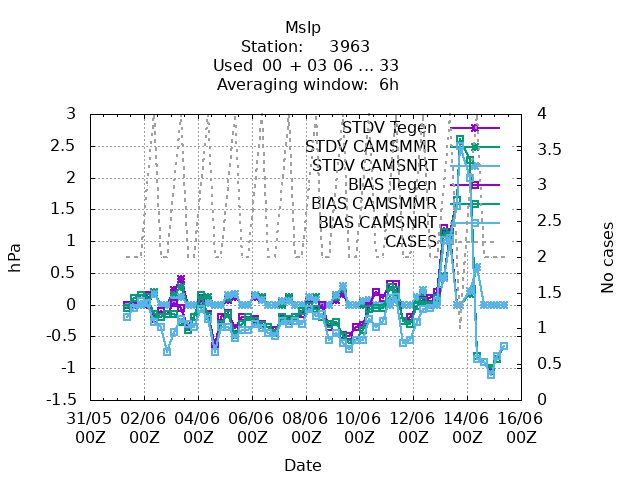 Mslp
Station: 3963
Used 00 + 03 06 ... 33
Averaging window: 6h
3
2.5
2
1.5
1
0.5
0
-0.5
-1
-1.5
hPa
4
3.5
3
2.5
2
1.5
1
0.5
0
No cases
STDV Tegen
STDV CAMSMMR
STDV CAMSNRT
BIAS Tegen
BIAS CAMSMMR
BIAS CAMSNRT
CASES
31/05 02/06 04/06 06/06 08/06 10/06 12/06 14/06 16/06
00Z 00Z 00Z 00Z 00Z 00Z 00Z 00Z 00Z
Date